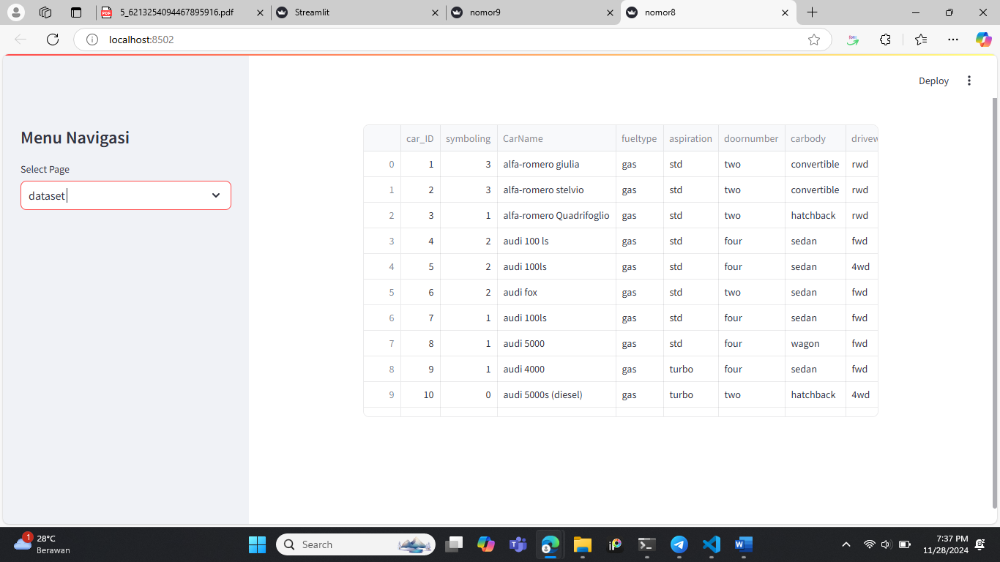 5_6213254094467895916.pdf
Streamlit
nomor9
nomor8
localhost:8502
Deploy
Menu Navigasi
Select Page
dataset
car_ID symboling CarName fueltype aspiration doornumber carbody drivew
0 1 3 alfa-romero giulia gas std two convertible rwd
1 2 3 alfa-romero stelvio gas std two convertible rwd
2 3 1 alfa-romero Quadrifoglio gas std two hatchback rwd
3 4 2 audi 100 ls gas std four sedan fwd
4 5 2 audi 100ls gas std four sedan 4wd
5 6 2 audi fox gas std two sedan fwd
6 7 1 audi 100ls gas std four sedan fwd
7 8 1 audi 5000 gas std four wagon fwd
8 9 1 audi 4000 gas turbo four sedan fwd
9 10 0 audi 5000s (diesel) gas turbo two hatchback 4wd
1
28°C
Berawan
Search
7:37 PM
11/28/2024